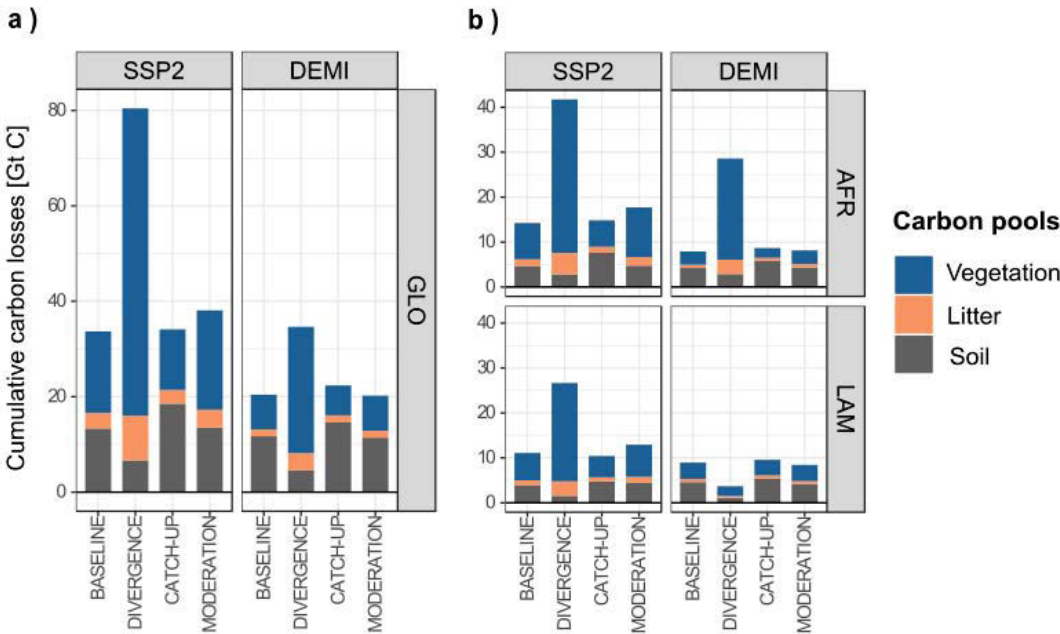 a )
SSP2 DEMI
Cumulative carbon losses [Gt C]
80
60
40
20
0
GLO
BASELINE
DIVERGENCE
CATCH-UP
MODERATION
BASELINE
DIVERGENCE
CATCH-UP
MODERATION
b )
SSP2 DEMI
40
30
20
10
0
AFR
40
30
20
10
0
LAM
BASELINE
DIVERGENCE
CATCH-UP
MODERATION
BASELINE
DIVERGENCE
CATCH-UP
MODERATION
Carbon pools
Vegetation
Litter
Soil